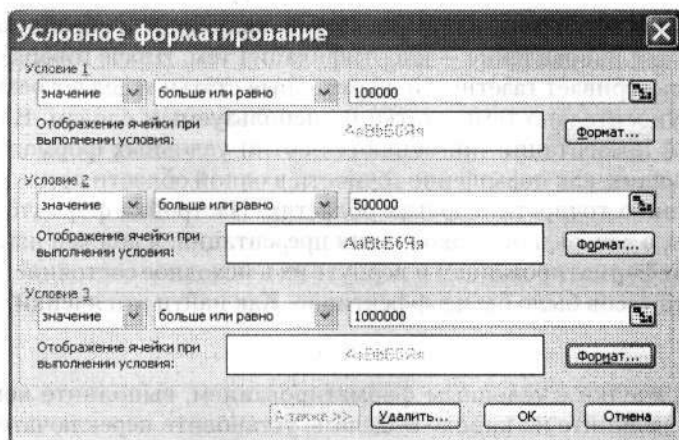 Условное форматирование
Условие 1
значение больше или равно 100000
Отображение ячейки при
выполнении условия:
АаВbБбЯя
Формат...
Условие 2
значение больше или равно 500000
Отображение ячейки при
выполнении условия:
АаВbБбЯя
Формат...
Условие 3
значение больше или равно 1000000
Отображение ячейки при
выполнении условия:
АаВbБбЯя
Формат...
А также >> Удалить... ОК Отмена